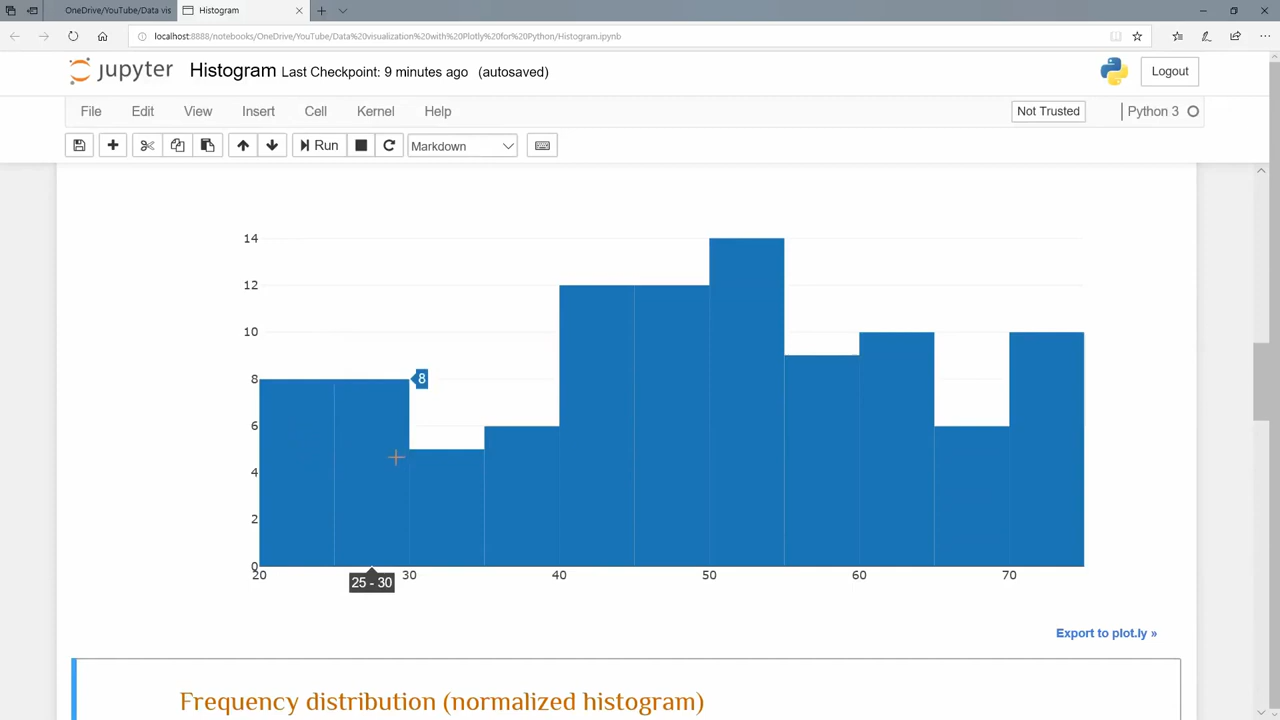 OneDrive/YouTube/Data vis
Histogram
localhost:8888/notebooks/OneDrive/YouTube/Data%20visualization%20with%20Plotly%20for%20Python/Histogram.ipynb
jupyter Histogram Last Checkpoint: 9 minutes ago (autosaved)
Logout
File Edit View Insert Cell Kernel Help
Not Trusted
Python 3
Run
Markdown
14
12
10
8
8
6
4
2
0
20 30 40 50 60 70
25 - 30
Export to plot.ly »
Frequency distribution (normalized histogram)